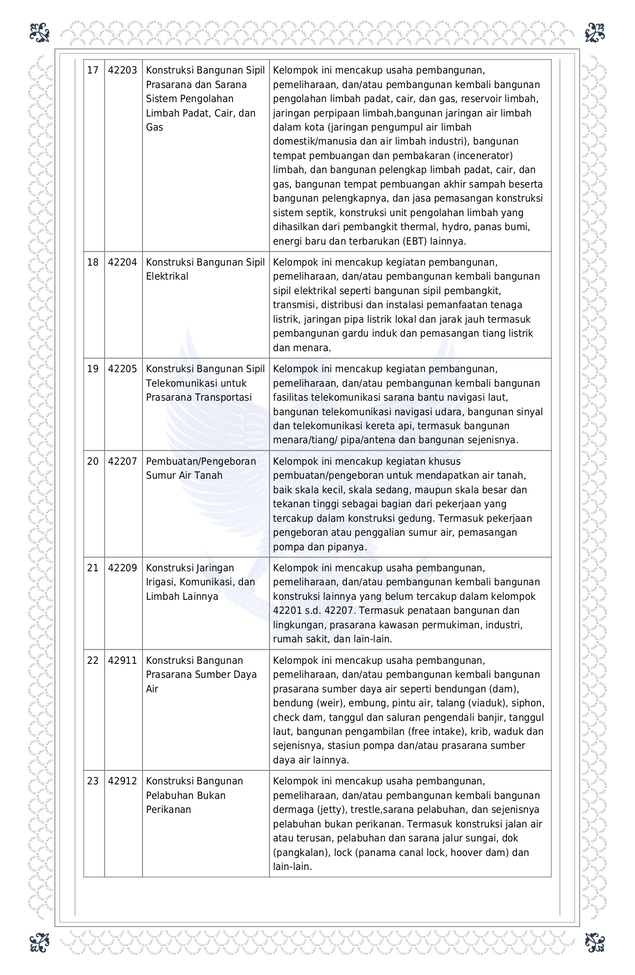 17 42203 Konstruksi Bangunan Sipil Kelompok ini mencakup usaha pembangunan,
Prasarana dan Sarana pemeliharaan, dan/atau pembangunan kembali bangunan
Sistem Pengolahan pengolahan limbah padat, cair, dan gas, reservoir limbah,
Limbah Padat, Cair, dan jaringan perpipaan limbah,bangunan jaringan air limbah
Gas dalam kota (jaringan pengumpul air limbah
domestik/manusia dan air limbah industri), bangunan
tempat pembuangan dan pembakaran (incenerator)
limbah, dan bangunan pelengkap limbah padat, cair, dan
gas, bangunan tempat pembuangan akhir sampah beserta
bangunan pelengkapnya, dan jasa pemasangan konstruksi
sistem septik, konstruksi unit pengolahan limbah yang
dihasilkan dari pembangkit thermal, hydro, panas bumi,
energi baru dan terbarukan (EBT) lainnya.
18 42204 Konstruksi Bangunan Sipil Kelompok ini mencakup kegiatan pembangunan,
Elektrikal pemeliharaan, dan/atau pembangunan kembali bangunan
sipil elektrikal seperti bangunan sipil pembangkit,
transmisi, distribusi dan instalasi pemanfaatan tenaga
listrik, jaringan pipa listrik lokal dan jarak jauh termasuk
pembangunan gardu induk dan pemasangan tiang listrik
dan menara.
19 42205 Konstruksi Bangunan Sipil Kelompok ini mencakup kegiatan pembangunan,
Telekomunikasi untuk pemeliharaan, dan/atau pembangunan kembali bangunan
Prasarana Transportasi fasilitas telekomunikasi sarana bantu navigasi laut,
bangunan telekomunikasi navigasi udara, bangunan sinyal
dan telekomunikasi kereta api, termasuk bangunan
menara/tiang/ pipa/antena dan bangunan sejenisnya.
20 42207 Pembuatan/Pengeboran Kelompok ini mencakup kegiatan khusus
Sumur Air Tanah pembuatan/pengeboran untuk mendapatkan air tanah,
baik skala kecil, skala sedang, maupun skala besar dan
tekanan tinggi sebagai bagian dari pekerjaan yang
tercakup dalam konstruksi gedung. Termasuk pekerjaan
pengeboran atau penggalian sumur air, pemasangan
pompa dan pipanya.
21 42209 Konstruksi Jaringan Kelompok ini mencakup usaha pembangunan,
Irigasi, Komunikasi, dan pemeliharaan, dan/atau pembangunan kembali bangunan
Limbah Lainnya konstruksi lainnya yang belum tercakup dalam kelompok
42201 s.d. 42207. Termasuk penataan bangunan dan
lingkungan, prasarana kawasan permukiman, industri,
rumah sakit, dan lain-lain.
22 42911 Konstruksi Bangunan Kelompok ini mencakup usaha pembangunan,
Prasarana Sumber Daya pemeliharaan, dan/atau pembangunan kembali bangunan
Air prasarana sumber daya air seperti bendungan (dam),
bendung (weir), embung, pintu air, talang (viaduk), siphon,
check dam, tanggul dan saluran pengendali banjir, tanggul
laut, bangunan pengambilan (free intake), krib, waduk dan
sejenisnya, stasiun pompa dan/atau prasarana sumber
daya air lainnya.
23 42912 Konstruksi Bangunan Kelompok ini mencakup usaha pembangunan,
Pelabuhan Bukan pemeliharaan, dan/atau pembangunan kembali bangunan
Perikanan dermaga (jetty), trestle,sarana pelabuhan, dan sejenisnya
pelabuhan bukan perikanan. Termasuk konstruksi jalan air
atau terusan, pelabuhan dan sarana jalur sungai, dok
(pangkalan), lock (panama canal lock, hoover dam) dan
lain-lain.